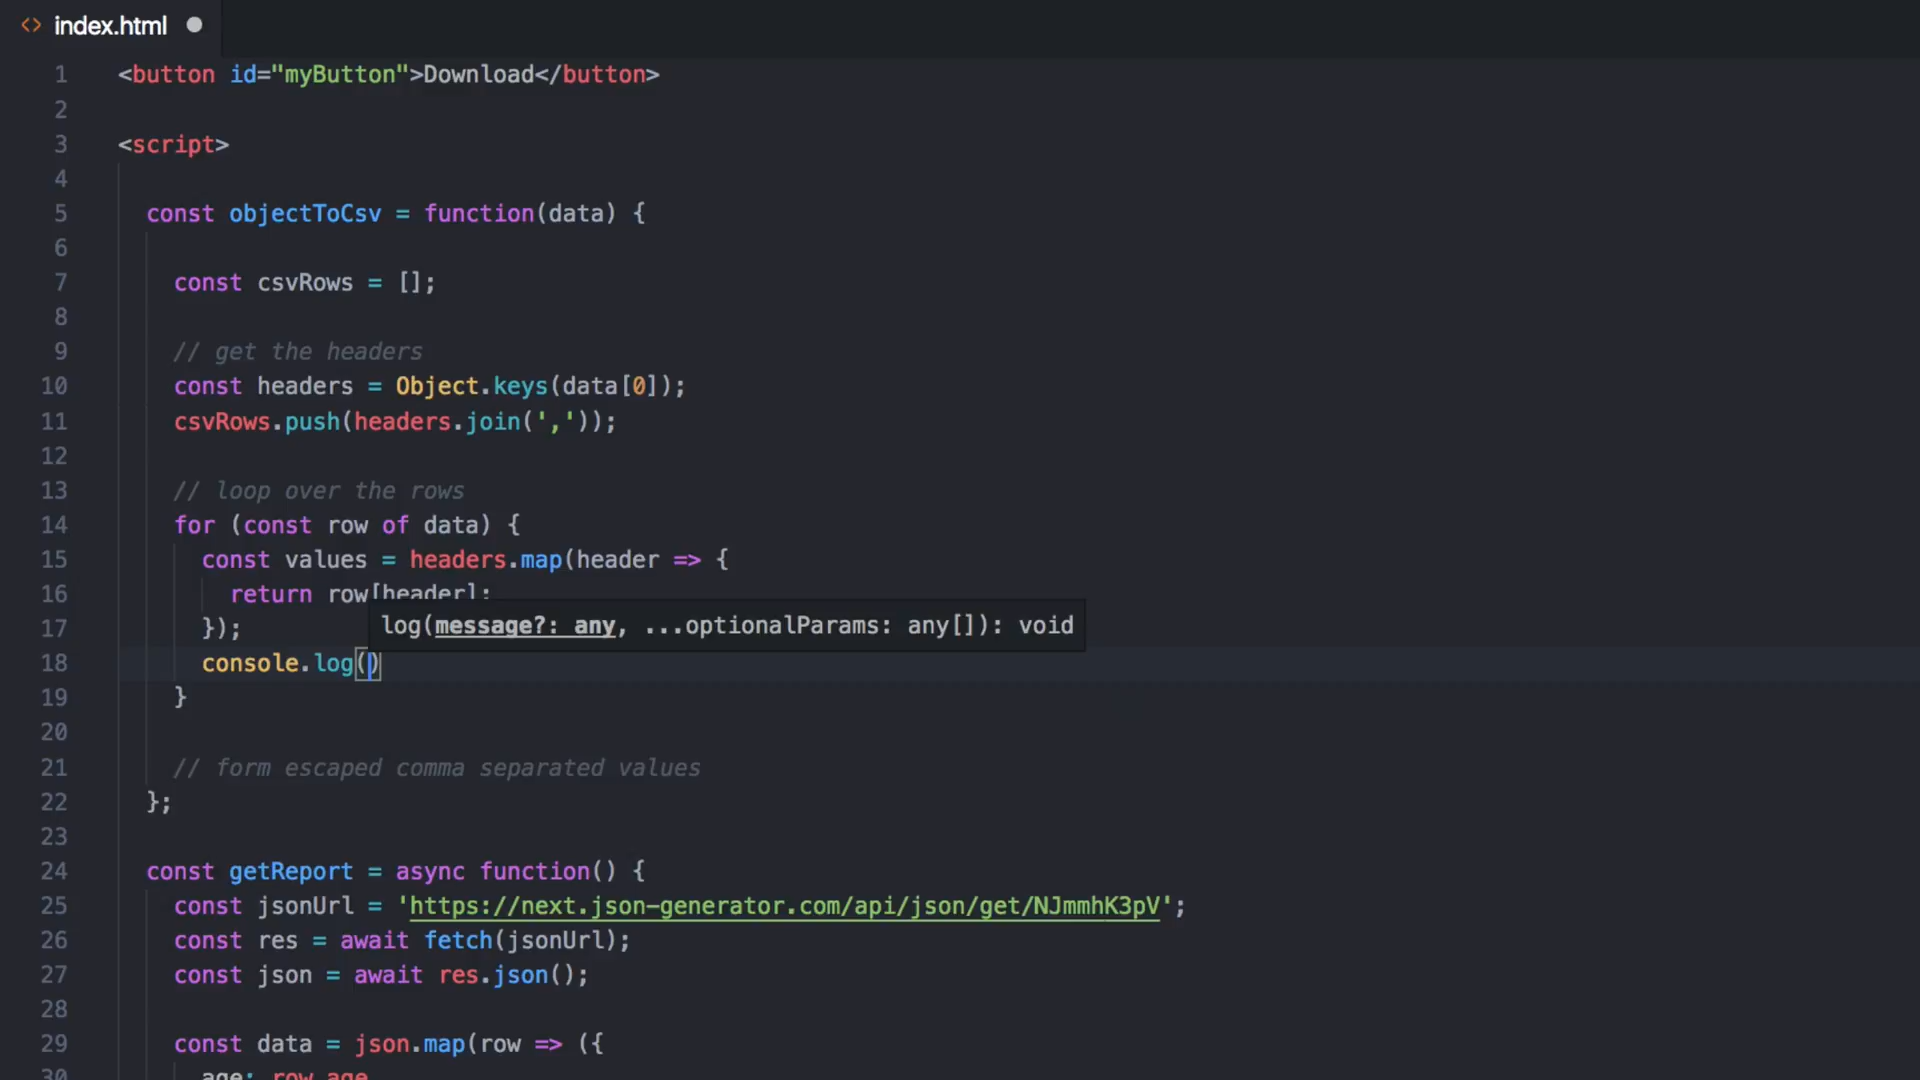 index.html
1 <button id="myButton">Download</button>
2
3 <script>
4
5 const objectToCsv = function(data) {
6
7 const csvRows = [];
8
9 // get the headers
10 const headers = Object.keys(data[0]);
11 csvRows.push(headers.join(','));
12
13 // loop over the rows
14 for (const row of data) {
15 const values = headers.map(header => {
16 return row[header];
log(message?: any, ...optionalParams: any[]): void
17 });
18 console.log()
19 }
20
21 // form escaped comma separated values
22 };
23
24 const getReport = async function() {
25 const jsonUrl = 'https://next.json-generator.com/api/json/get/NJmmhK3pV';
26 const res = await fetch(jsonUrl);
27 const json = await res.json();
28
29 const data = json.map(row => ({
30 age: row.age